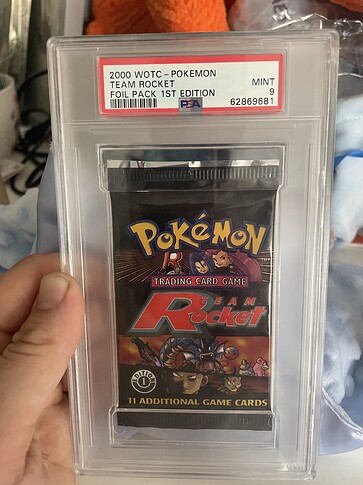 2000 WOTC - POKEMON
TEAM ROCKET MINT
FOIL PACK 1ST EDITION 9
PSA 62869681
POKéMON
R
TRADING CARD GAME
TEAM
Rocket
EDITION
1
11 ADDITIONAL GAME CARDS